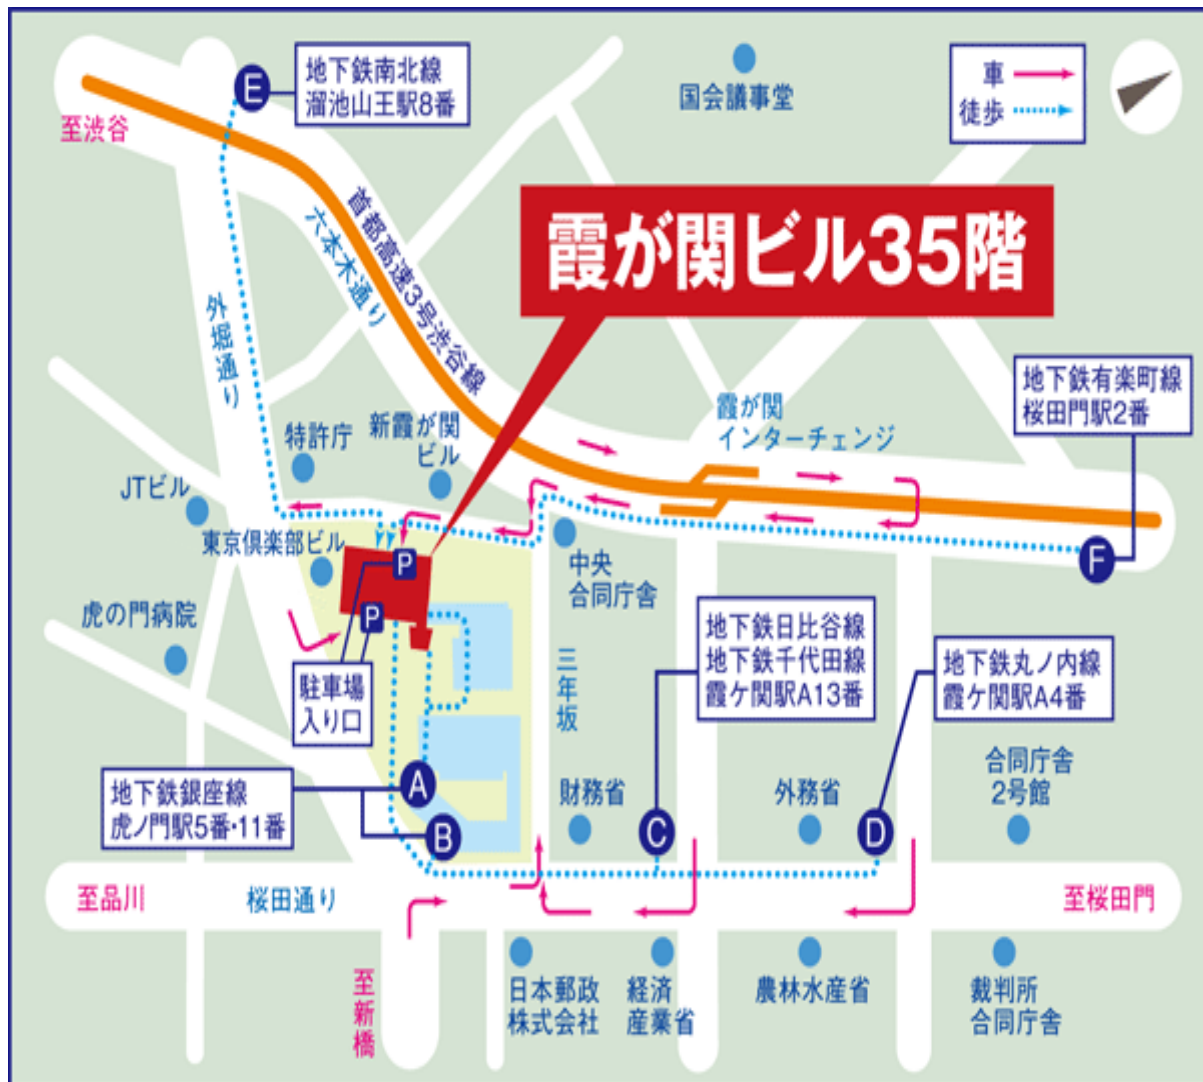 E
地下鉄南北線
溜池山王駅8番
国会議事堂
車
徒歩
至渋谷
首都高速3号渋谷線
六本木通り
霞が関ビル35階
外堀通り
地下鉄有楽町線
桜田門駅2番
霞が関
インターチェンジ
特許庁
新霞が関
ビル
JTビル
東京倶楽部ビル
P
P
中央
合同庁舎
F
虎の門病院
地下鉄日比谷線
地下鉄千代田線
霞ケ関駅A13番
地下鉄丸ノ内線
霞ケ関駅A4番
駐車場
入り口
三年坂
地下鉄銀座線
虎ノ門駅5番・11番
A
B
財務省
C
外務省
D
合同庁舎
2号館
至品川
桜田通り
至桜田門
至新橋
日本郵政
株式会社
経済
産業省
農林水産省
裁判所
合同庁舎